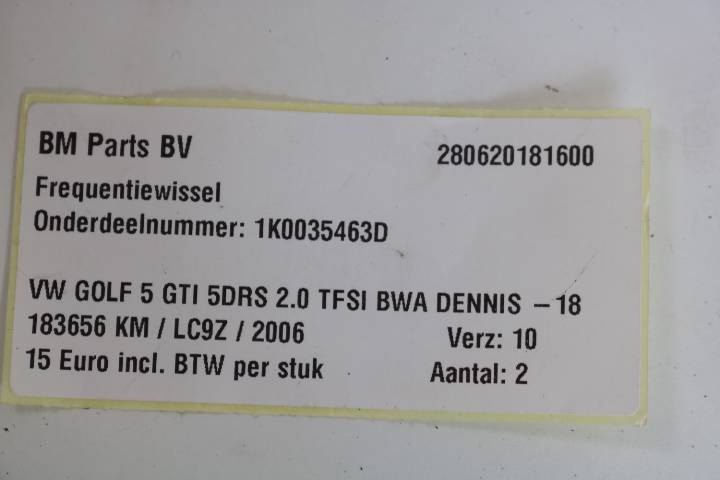 BM Parts BV 280620181600
Frequentiewissel
Onderdeelnummer: 1K0035463D
VW GOLF 5 GTI 5DRS 2.0 TFSI BWA DENNIS – 18
183656 KM / LC9Z / 2006 Verz: 10
15 Euro incl. BTW per stuk Aantal: 2